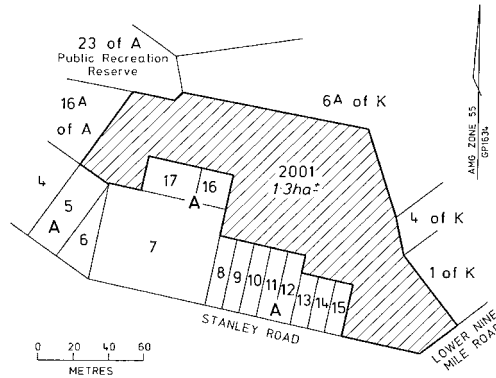 23 of A
Public Recreation
Reserve
16A
of A
6A of K
AMG ZONE 55
GP1634
17
16
A
2001
1·3ha±
4
5
A
6
7
4 of K
1 of K
8
9
10
11
12
13
14
15
A
STANLEY ROAD
LOWER NINE
MILE ROAD
0 20 40 60
METRES